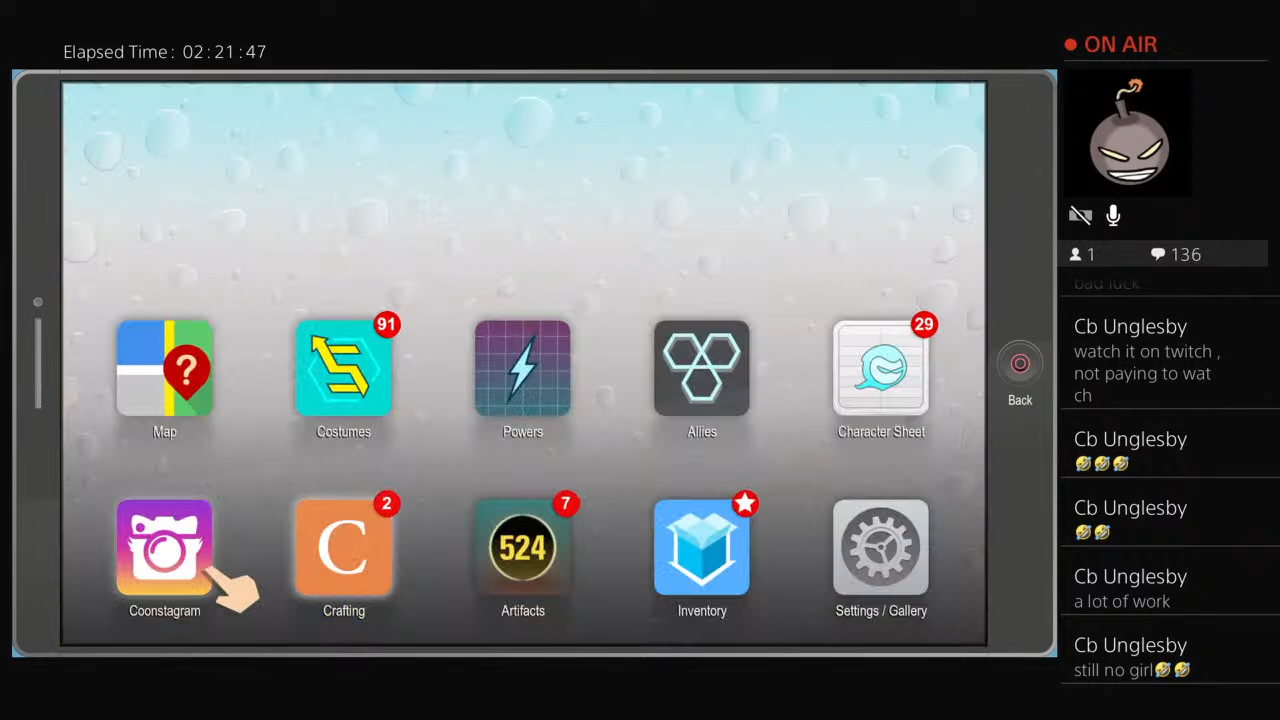 Elapsed Time: 02:21:47
ON AIR
1
136
bad luck
Cb Unglesby
watch it on twitch ,
not paying to wat
ch
Cb Unglesby
🤣🤣🤣
Cb Unglesby
🤣🤣
Cb Unglesby
a lot of work
Cb Unglesby
still no girl🤣🤣
?
91
29
Map
Costumes
Powers
Allies
Character Sheet
Back
C
2
524
7
Coonstagram
Crafting
Artifacts
Inventory
Settings / Gallery